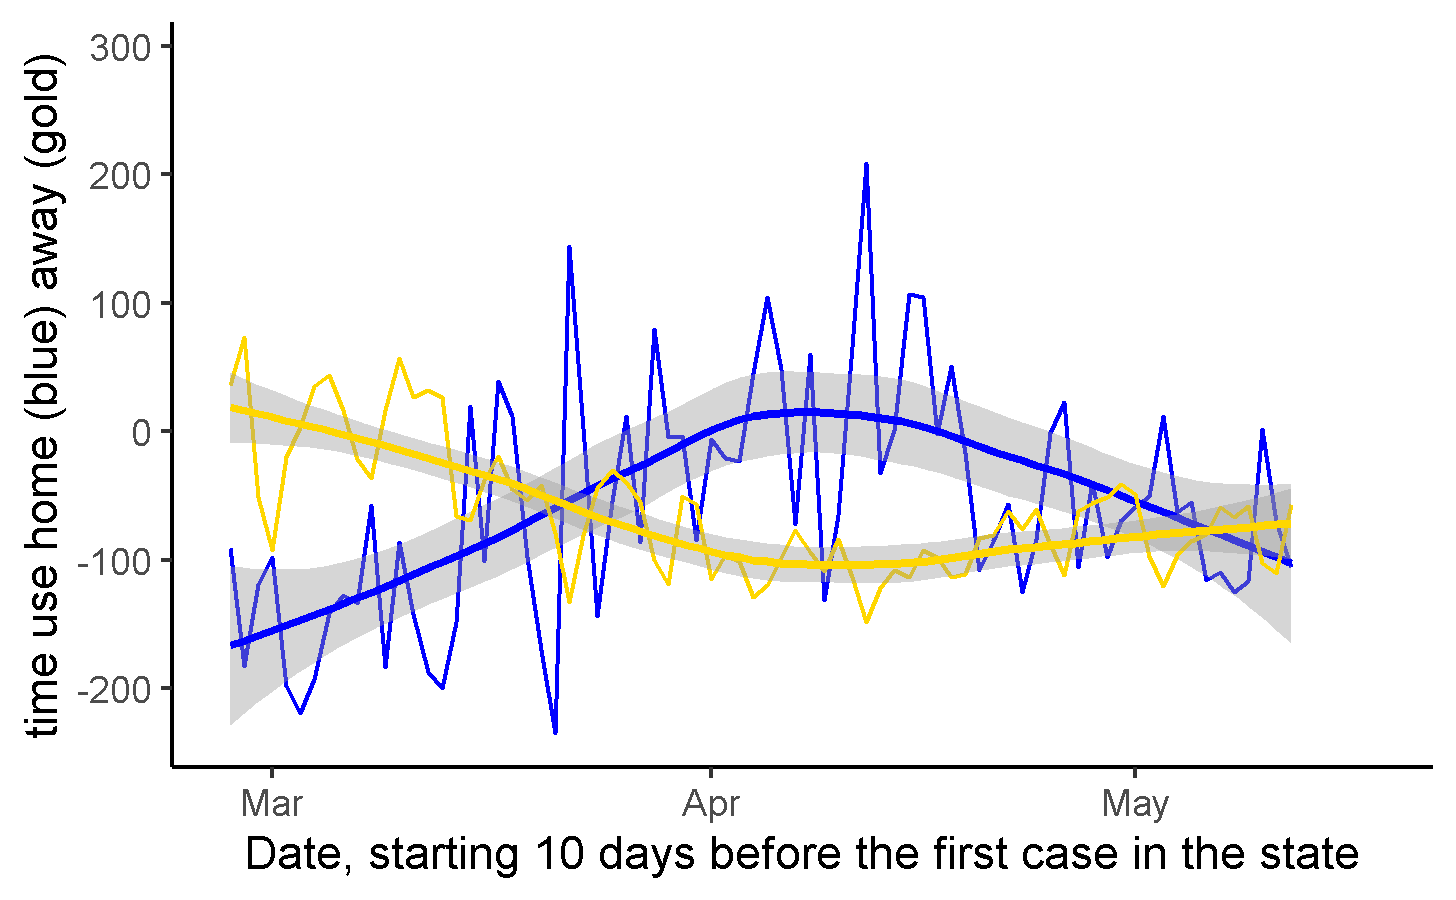 time use home (blue) away (gold)
300
200
100
0
-100
-200
Mar
Apr
May
Date, starting 10 days before the first case in the state